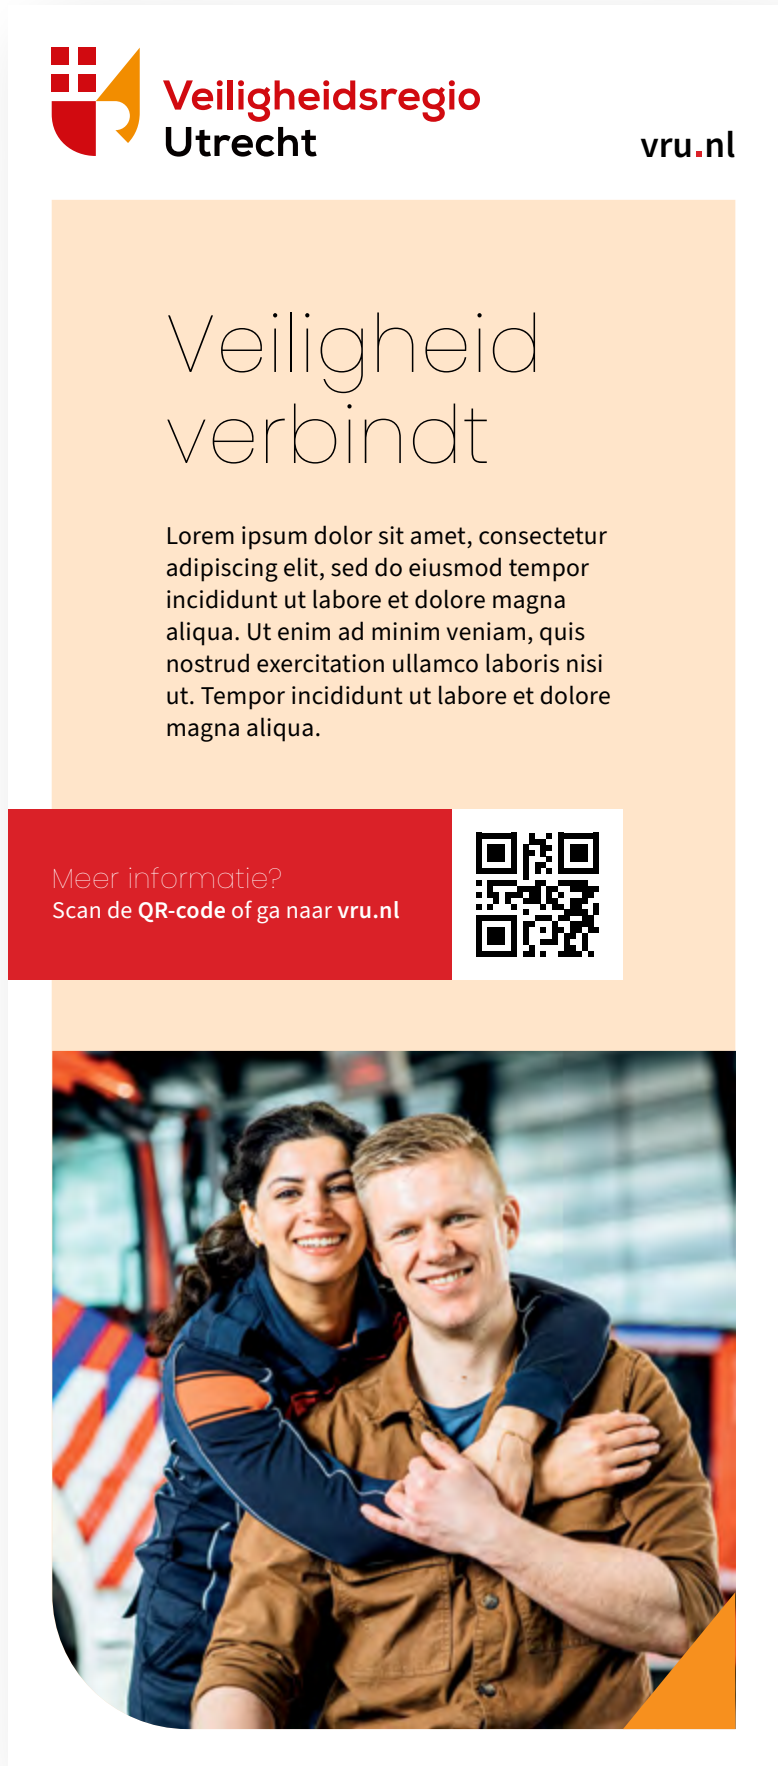 Veiligheidsregio
Utrecht
vru.nl
Veiligheid
verbindt
Lorem ipsum dolor sit amet, consectetur
adipiscing elit, sed do eiusmod tempor
incididunt ut labore et dolore magna
aliqua. Ut enim ad minim veniam, quis
nostrud exercitation ullamco laboris nisi
ut. Tempor incididunt ut labore et dolore
magna aliqua.
Meer informatie?
Scan de QR-code of ga naar vru.nl